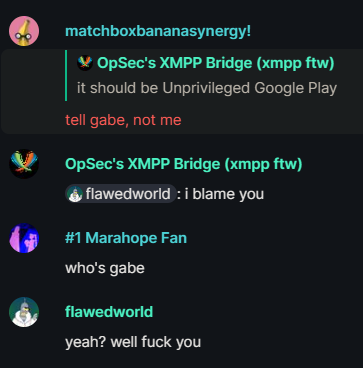 matchboxbananasynergy!
OpSec's XMPP Bridge (xmpp ftw)
it should be Unprivileged Google Play
tell gabe, not me
OpSec's XMPP Bridge (xmpp ftw)
flawedworld: i blame you
#1 Marahope Fan
who's gabe
flawedworld
yeah? well fuck you